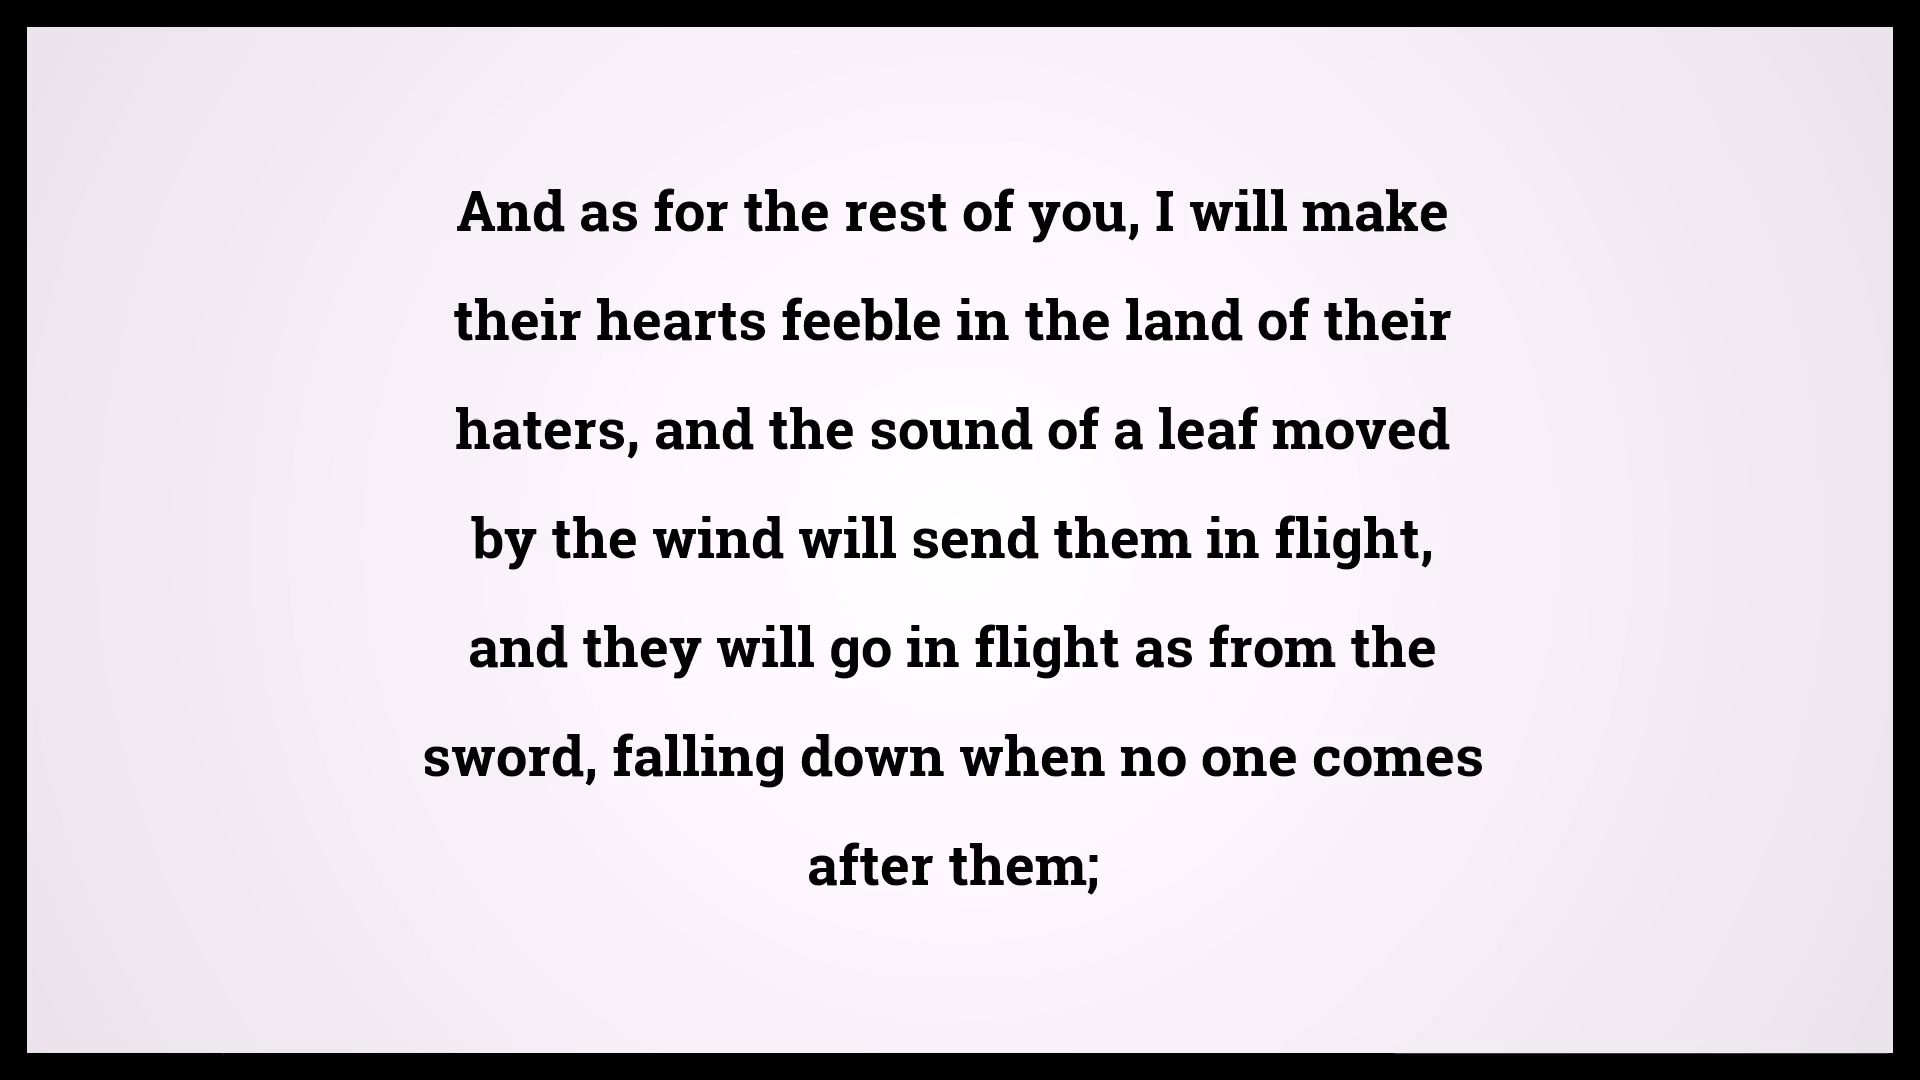 And as for the rest of you, I will make
their hearts feeble in the land of their
haters, and the sound of a leaf moved
by the wind will send them in flight,
and they will go in flight as from the
sword, falling down when no one comes
after them;